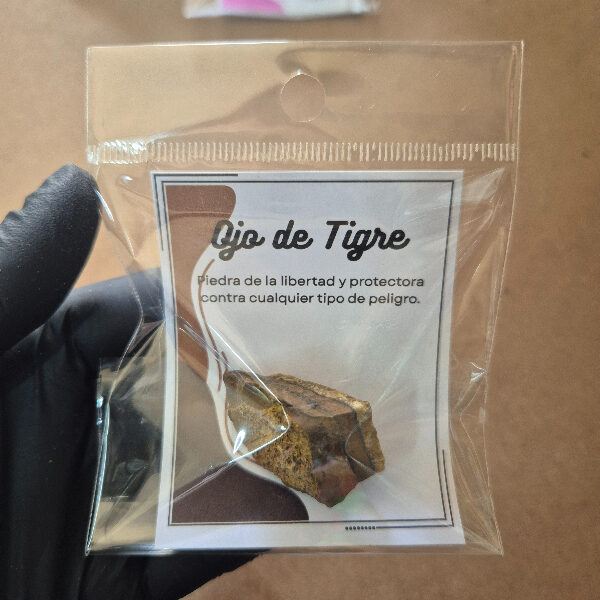 Ojo de Tigre
Piedra de la libertad y protectora
contra cualquier tipo de peligro.